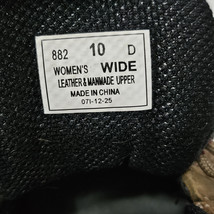 882 10 D
WOMEN'S WIDE
LEATHER & MANMADE UPPER
MADE IN CHINA
071-12-25